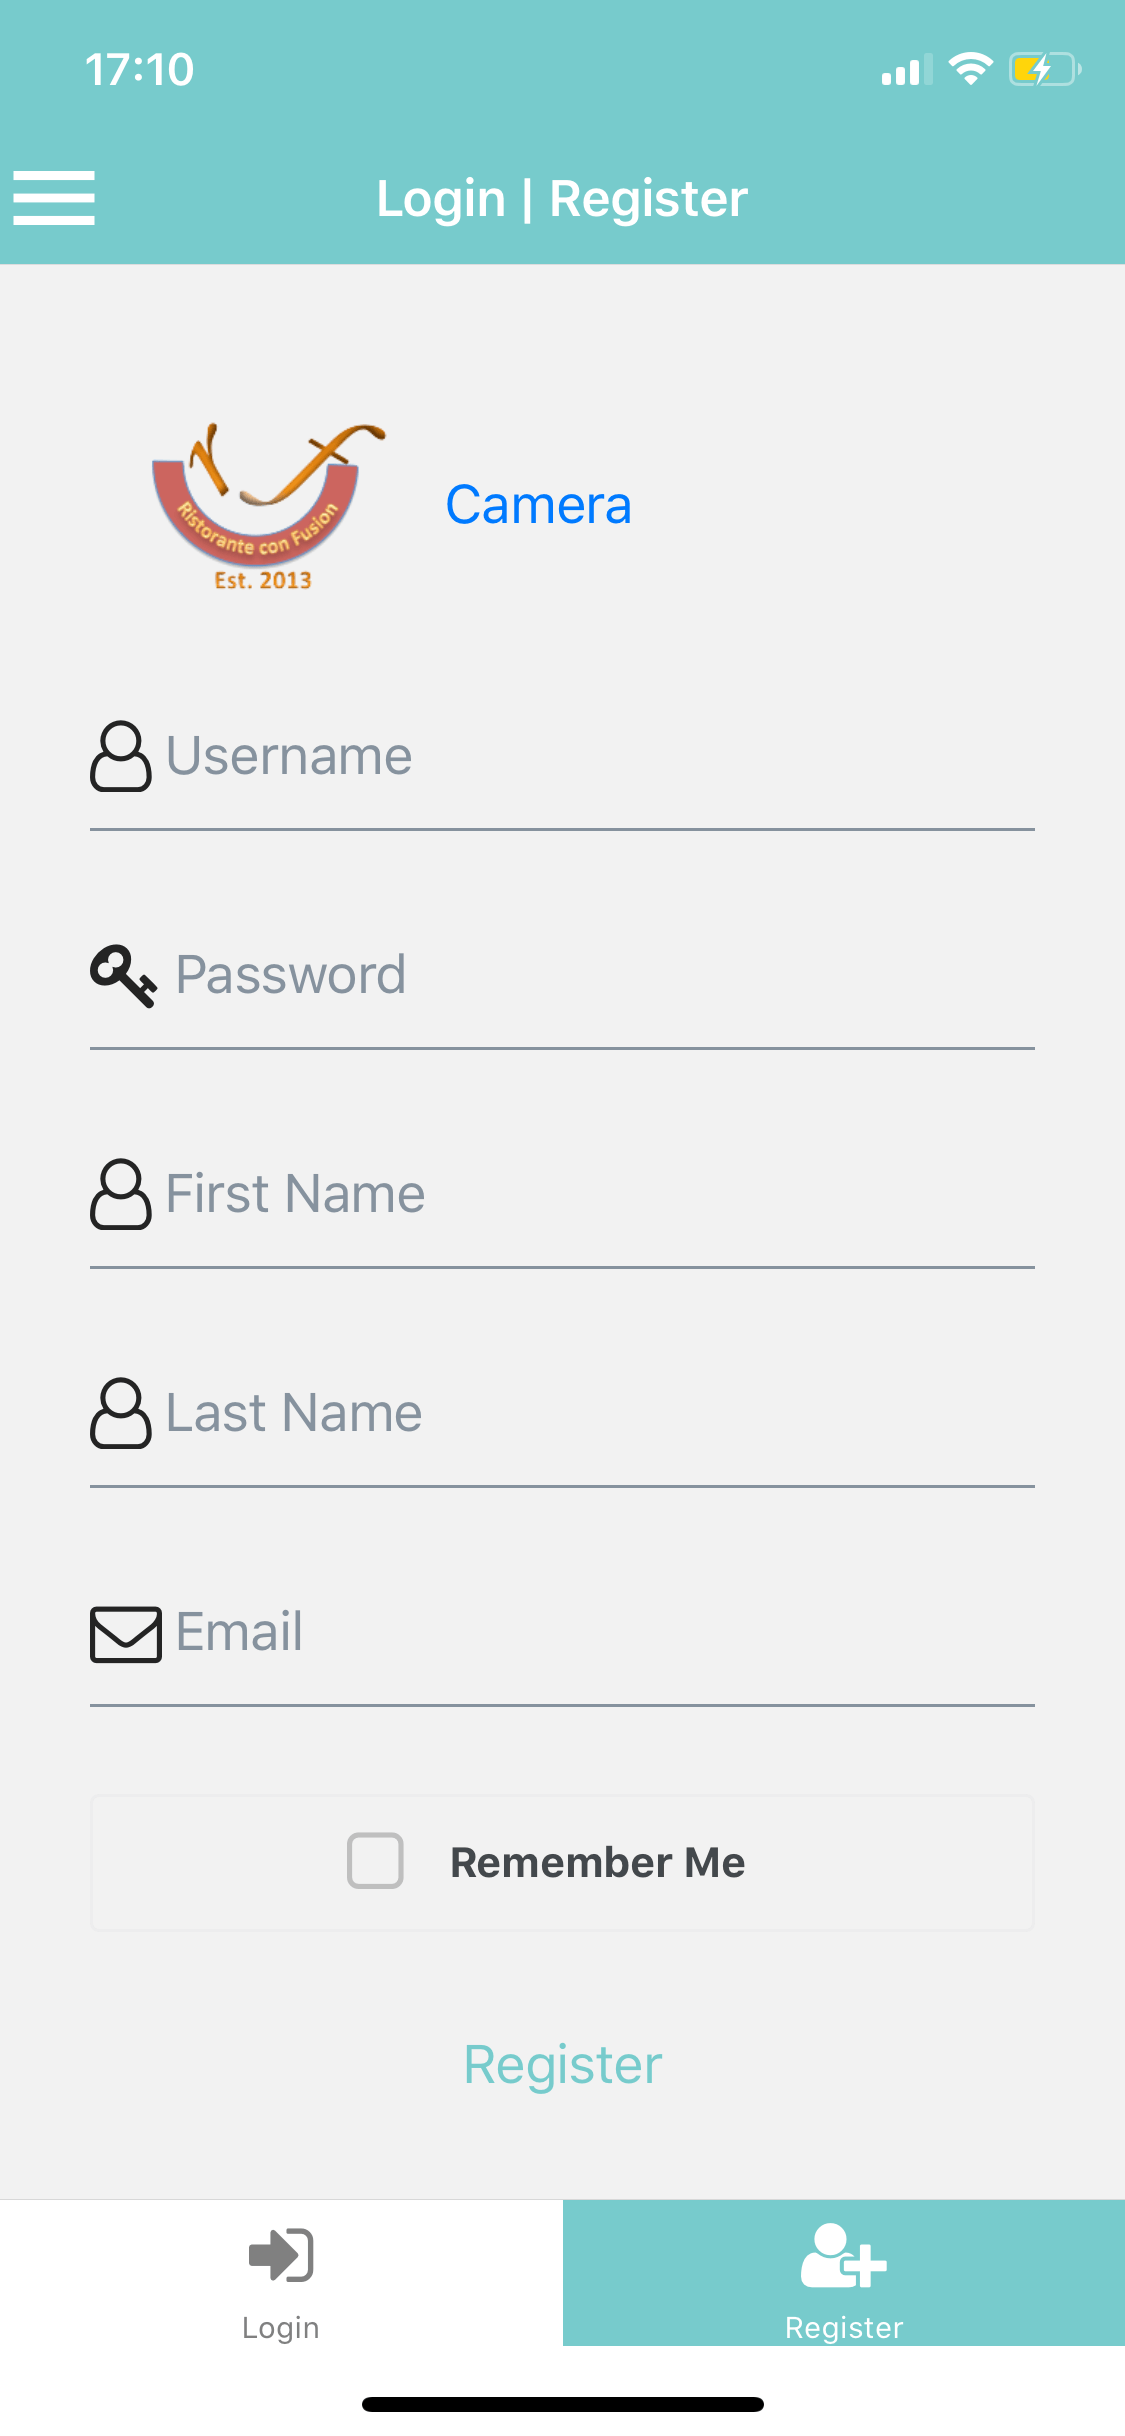 17:10
Login | Register
Ristorante con Fusion
Est. 2013
Camera
Username
Password
First Name
Last Name
Email
Remember Me
Register
Login
Register